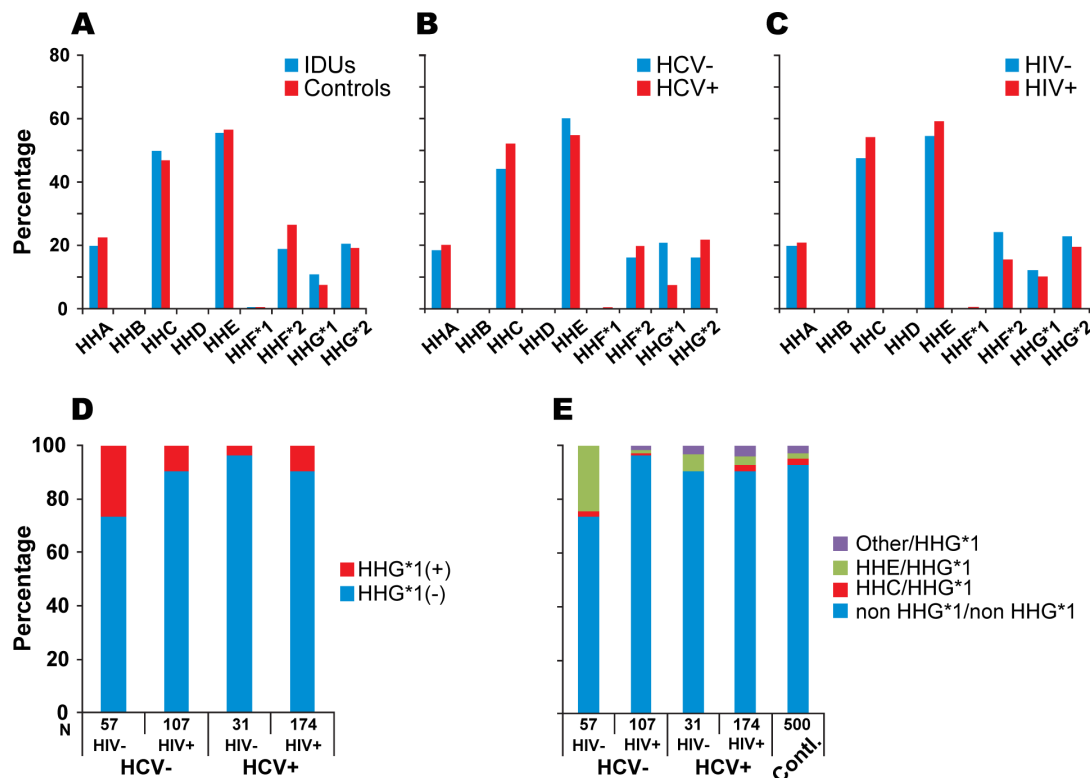 A
B
C
80
60
40
20
0
Percentage
IDUs
Controls
HHA HHB HHC HHD HHE HHF*1 HHF*2 HHG*1 HHG*2
HCV-
HCV+
HHA HHB HHC HHD HHE HHF*1 HHF*2 HHG*1 HHG*2
HIV-
HIV+
HHA HHB HHC HHD HHE HHF*1 HHF*2 HHG*1 HHG*2
D
100
80
60
40
20
0
Percentage
HHG*1(+)
HHG*1(-)
N 57 107 31 174
HIV- HIV+ HIV- HIV+
HCV- HCV+
E
Other/HHG*1
HHE/HHG*1
HHC/HHG*1
non HHG*1/non HHG*1
57 107 31 174 500
HIV- HIV+ HIV- HIV+ Contl.
HCV- HCV+